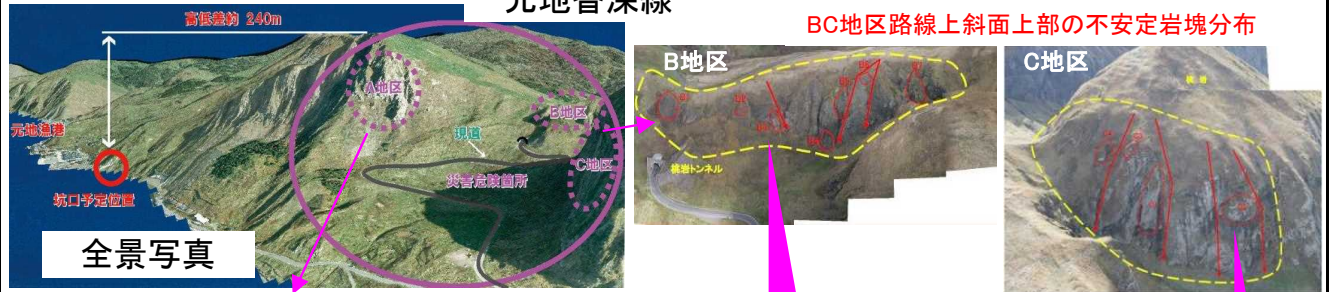 元地香深線
高低差約 240m
BC地区路線上斜面上部の不安定岩塊分布
A地区
B地区
C地区
元地漁港
現道
災害危険箇所
坑口予定位置
全景写真
B地区
桃岩トンネル
C地区
桃岩